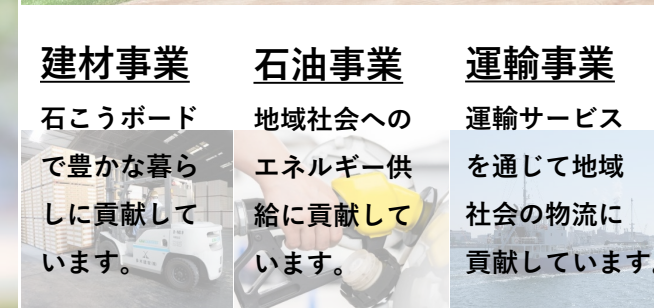 建材事業
石こうボード
で豊かな暮ら
しに貢献して
います。
石油事業
地域社会への
エネルギー供
給に貢献して
います。
運輸事業
運輸サービス
を通じて地域
社会の物流に
貢献しています。